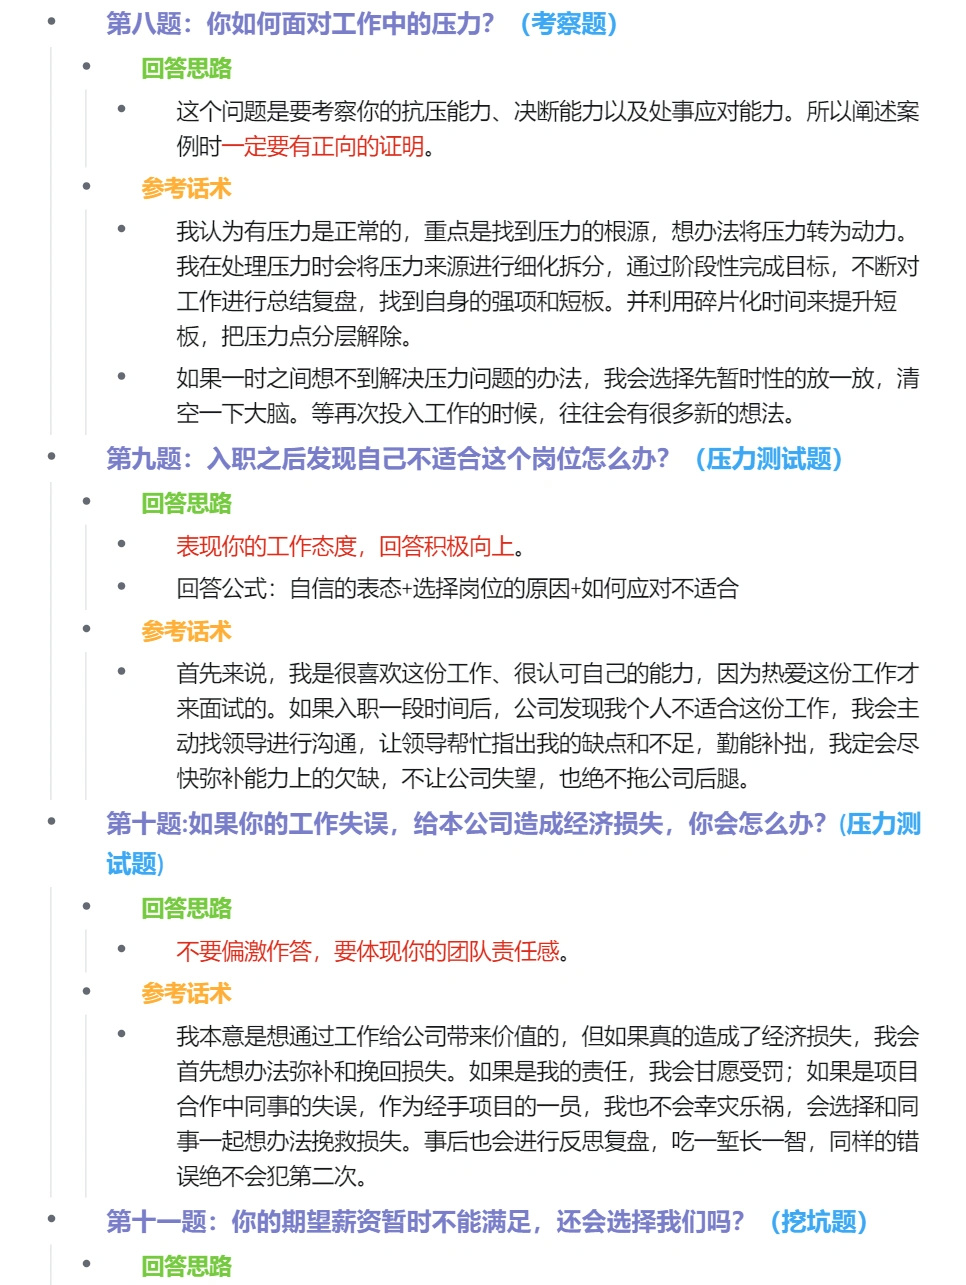 第八题：你如何面对工作中的压力？（考察题）
回答思路
这个问题是要考察你的抗压能力、决断能力以及处事应对能力。所以阐述案
例时一定要有正向的证明。
参考话术
我认为有压力是正常的，重点是找到压力的根源，想办法将压力转为动力。
我在处理压力时会将压力来源进行细化拆分，通过阶段性完成目标，不断对
工作进行总结复盘，找到自身的强项和短板。并利用碎片化时间来提升短
板，把压力点分层解除。
如果一时之间想不到解决压力问题的办法，我会选择先暂时性的放一放，清
空一下大脑。等再次投入工作的时候，往往会有很多新的想法。
第九题：入职之后发现自己不适合这个岗位怎么办？（压力测试题）
回答思路
表现你的工作态度，回答积极向上。
回答公式：自信的表态+选择岗位的原因+如何应对不适合
参考话术
首先来说，我是很喜欢这份工作、很认可自己的能力，因为热爱这份工作才
来面试的。如果入职一段时间后，公司发现我个人不适合这份工作，我会主
动找领导进行沟通，让领导帮忙指出我的缺点和不足，勤能补拙，我定会尽
快弥补能力上的欠缺，不让公司失望，也绝不拖公司后腿。
第十题:如果你的工作失误，给本公司造成经济损失，你会怎么办？(压力测
试题)
回答思路
不要偏激作答，要体现你的团队责任感。
参考话术
我本意是想通过工作给公司带来价值的，但如果真的造成了经济损失，我会
首先想办法弥补和挽回损失。如果是我的责任，我会甘愿受罚；如果是项目
合作中同事的失误，作为经手项目的一员，我也不会幸灾乐祸，会选择和同
事一起想办法挽救损失。事后也会进行反思复盘，吃一堑长一智，同样的错
误绝不会犯第二次。
第十一题：你的期望薪资暂时不能满足，还会选择我们吗？（挖坑题）
回答思路